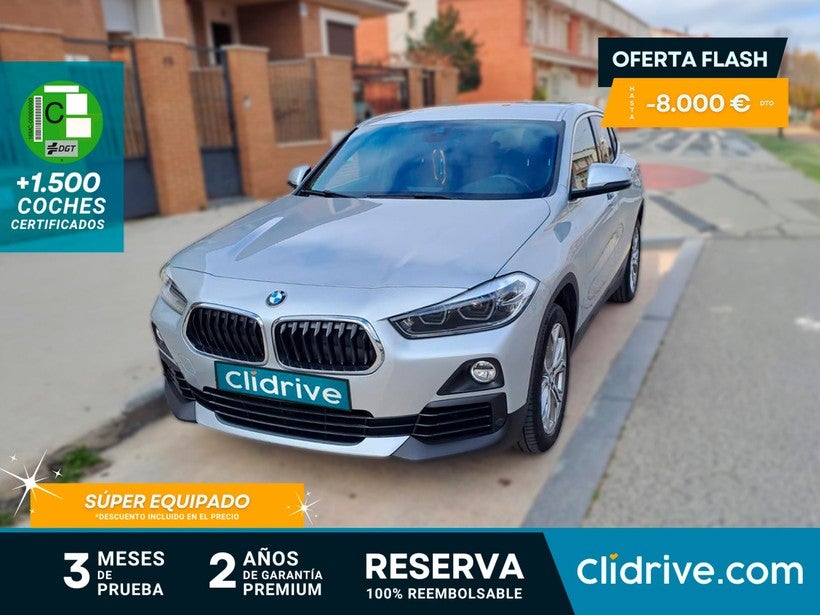 C
DGT
+1.500
COCHES
CERTIFICADOS
OFERTA FLASH
HASTA
-8.000 € DTO
Clidrive
SÚPER EQUIPADO
*DESCUENTO INCLUIDO EN EL PRECIO
3 MESES
DE
PRUEBA
2 AÑOS
DE GARANTÍA
PREMIUM
RESERVA
100% REEMBOLSABLE
Clidrive.com